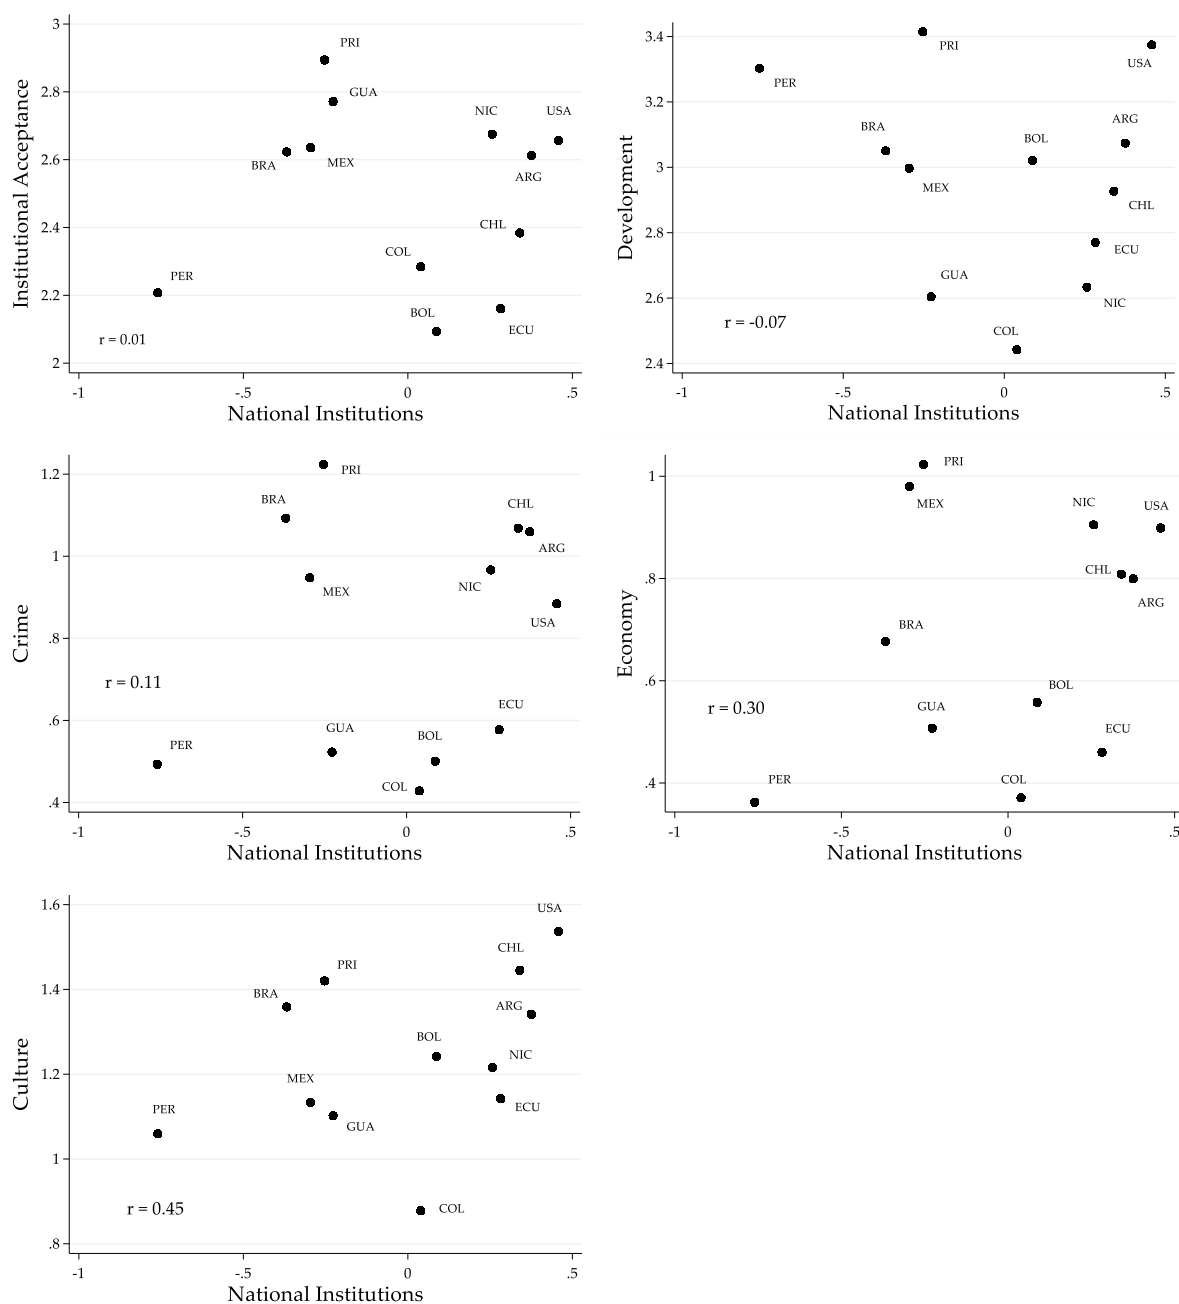 3
2.8
2.6
2.4
2.2
2
Institutional Acceptance
PRI
GUA
NIC
USA
BRA
MEX
ARG
CHL
COL
PER
BOL
ECU
r = 0.01
-1
-.5
0
.5
National Institutions
3.4
3.2
3
2.8
2.6
2.4
Development
PRI
USA
PER
ARG
BRA
BOL
MEX
CHL
ECU
GUA
NIC
COL
r = -0.07
-1
-.5
0
.5
National Institutions
1.2
1
.8
.6
.4
Crime
PRI
BRA
CHL
ARG
NIC
MEX
USA
r = 0.11
ECU
GUA
BOL
PER
COL
-1
-.5
0
.5
National Institutions
1
.8
.6
.4
Economy
PRI
MEX
NIC
USA
CHL
ARG
BRA
BOL
r = 0.30
GUA
ECU
PER
COL
-1
-.5
0
.5
National Institutions
1.6
1.4
1.2
1
.8
Culture
USA
CHL
PRI
BRA
ARG
BOL
NIC
MEX
ECU
PER
GUA
r = 0.45
COL
-1
-.5
0
.5
National Institutions